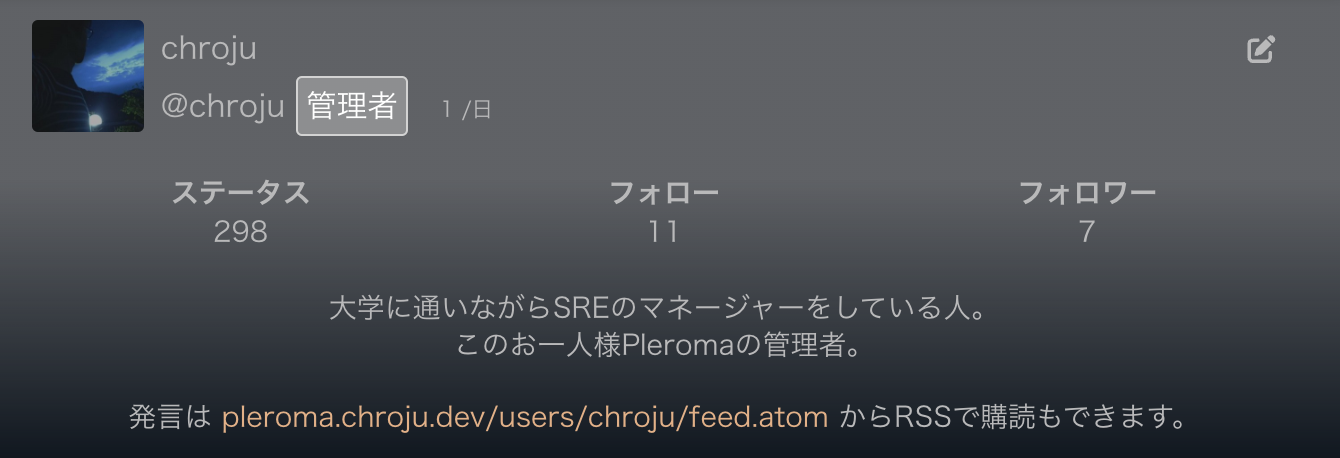 chroju
@chroju 管理者 1 /日
ステータス フォロー フォロワー
298 11 7
大学に通いながらSREのマネージャーをしている人。
このお一人様Pleromaの管理者。
発言は pleroma.chroju.dev/users/chroju/feed.atom からRSSで購読もできます。